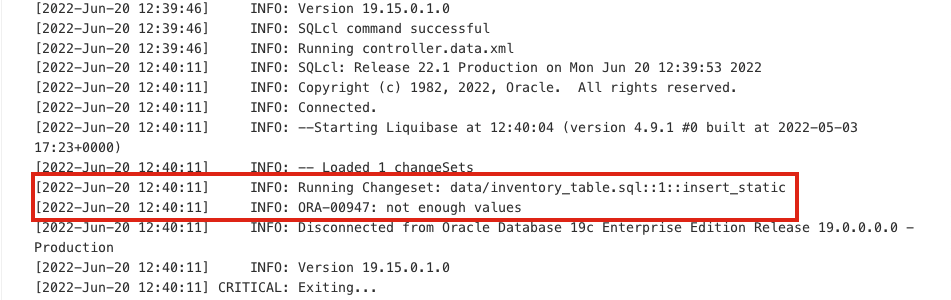 [2022-Jun-20 12:39:46]     INFO: Version 19.15.0.1.0
[2022-Jun-20 12:39:46]     INFO: SQLcl command successful
[2022-Jun-20 12:39:46]     INFO: Running controller.data.xml
[2022-Jun-20 12:40:11]     INFO: SQLcl: Release 22.1 Production on Mon Jun 20 12:39:53 2022
[2022-Jun-20 12:40:11]     INFO: Copyright (c) 1982, 2022, Oracle.  All rights reserved.
[2022-Jun-20 12:40:11]     INFO: Connected.
[2022-Jun-20 12:40:11]     INFO: --Starting Liquibase at 12:40:04 (version 4.9.1 #0 built at 2022-05-03
17:23+0000)
[2022-Jun-20 12:40:11]     INFO: -- Loaded 1 changeSets
[2022-Jun-20 12:40:11]     INFO: Running Changeset: data/inventory_table.sql::1::insert_static
[2022-Jun-20 12:40:11]     INFO: ORA-00947: not enough values
[2022-Jun-20 12:40:11]     INFO: Disconnected from Oracle Database 19c Enterprise Edition Release 19.0.0.0.0 -
Production
[2022-Jun-20 12:40:11]     INFO: Version 19.15.0.1.0
[2022-Jun-20 12:40:11] CRITICAL: Exiting...